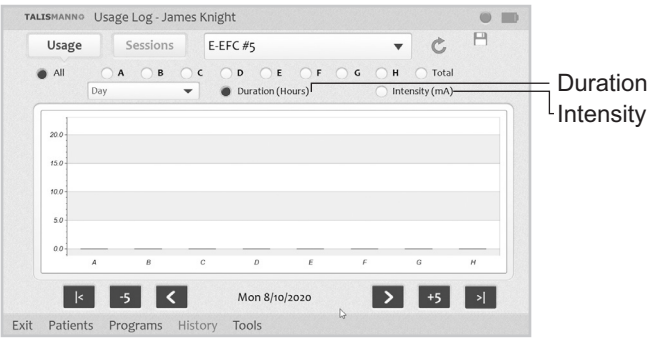 TALISMANNO Usage Log - James Knight
Usage Sessions E-EFC #5
All A B C D E F G H Total
Day Duration (Hours) Intensity (mA)
Duration
Intensity
20.0
15.0
10.0
5.0
0.0
A B C D E F G H
|< -5 < Mon 8/10/2020 > +5 >|
Exit Patients Programs History Tools